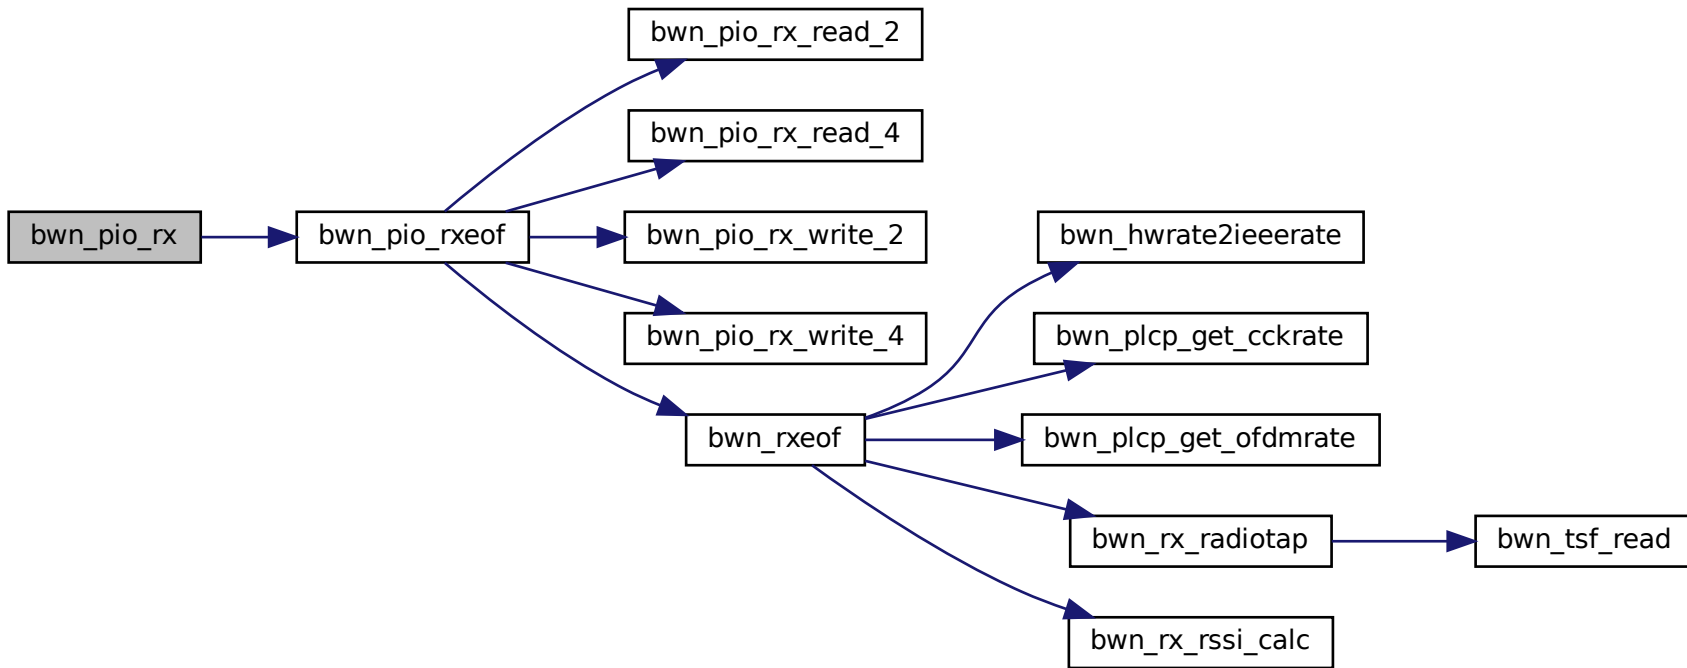 bwn_pio_rx
bwn_pio_rxeof
bwn_pio_rx_read_2
bwn_pio_rx_read_4
bwn_pio_rx_write_2
bwn_pio_rx_write_4
bwn_rxeof
bwn_hwrate2ieeerate
bwn_plcp_get_cckrate
bwn_plcp_get_ofdmrate
bwn_rx_radiotap
bwn_tsf_read
bwn_rx_rssi_calc